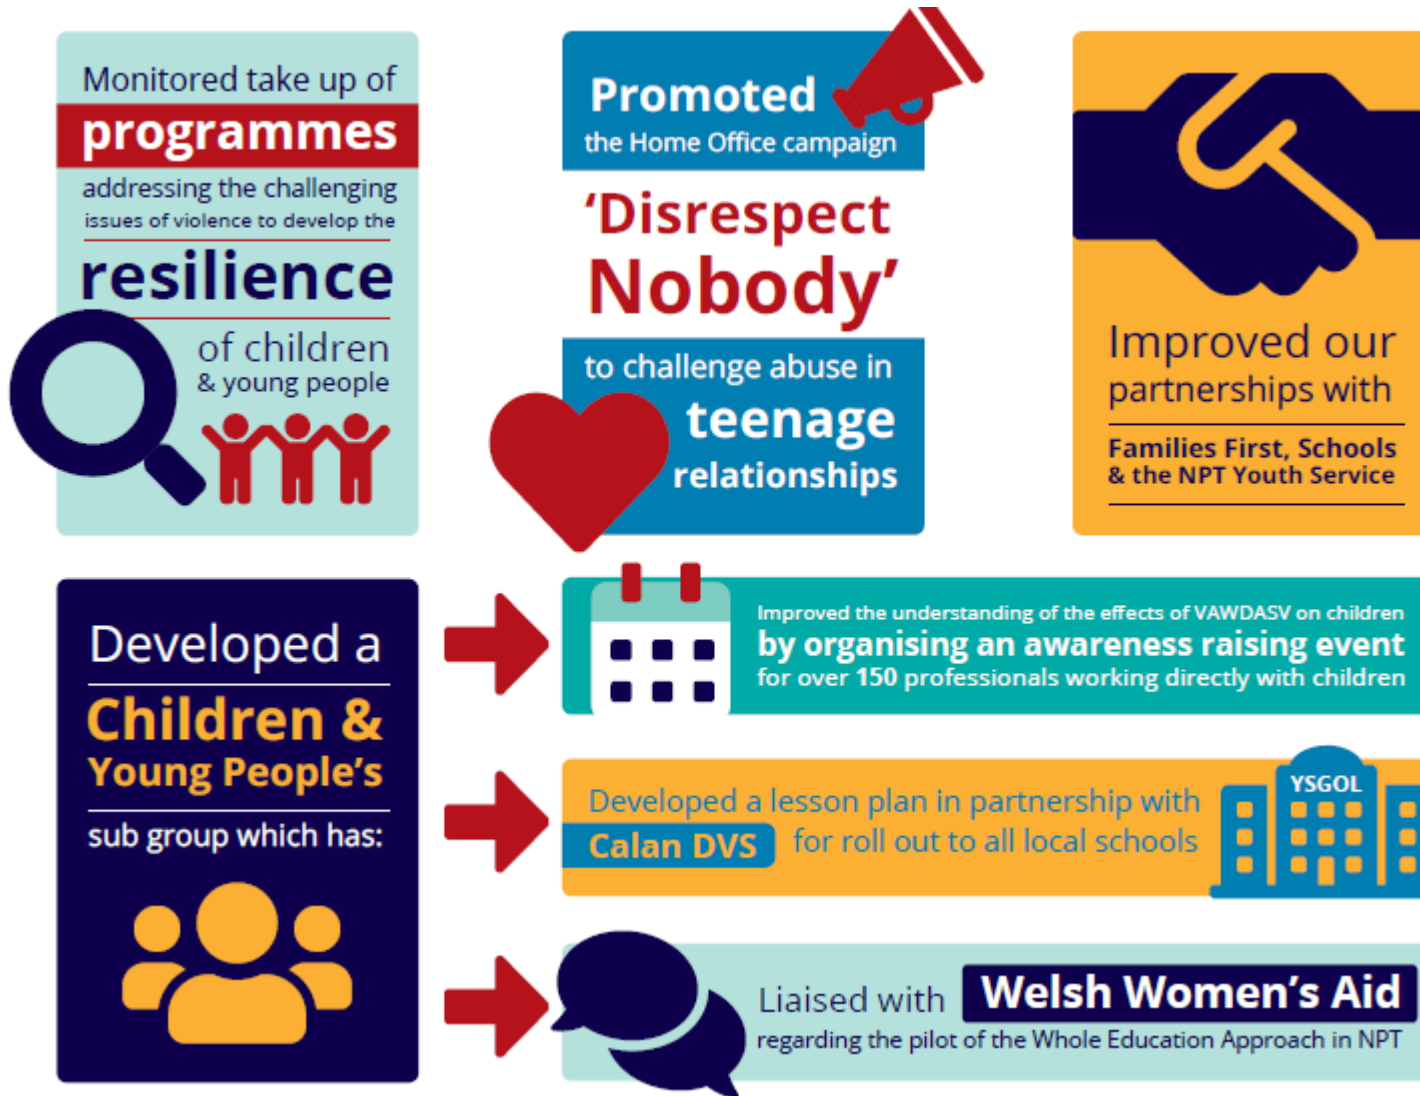 Monitored take up of
programmes
addressing the challenging
issues of violence to develop the
resilience
of children
& young people
Promoted
the Home Office campaign
‘Disrespect
Nobody’
to challenge abuse in
teenage
relationships
Improved our
partnerships with
Families First, Schools
& the NPT Youth Service
Developed a
Children &
Young People’s
sub group which has:
Improved the understanding of the effects of VAWDASV on children
by organising an awareness raising event
for over 150 professionals working directly with children
Developed a lesson plan in partnership with
Calan DVS for roll out to all local schools
YSGOL
Liaised with Welsh Women’s Aid
regarding the pilot of the Whole Education Approach in NPT